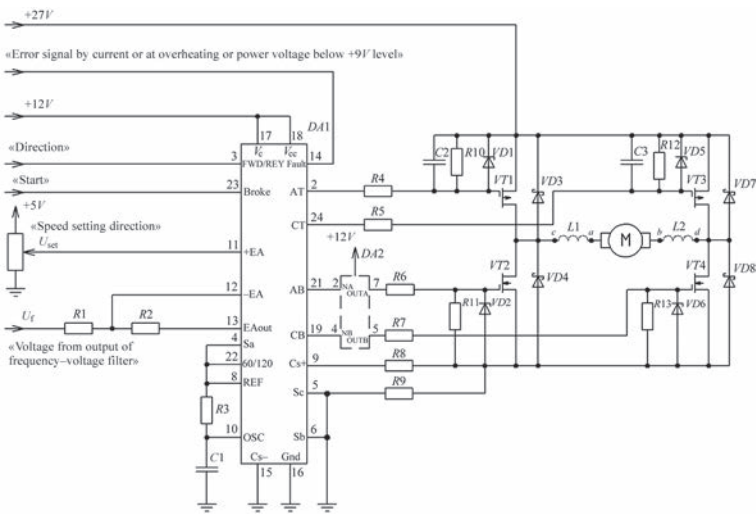 +27V
«Error signal by current or at overheating or power voltage below +9V level»
+12V
DA1
17 18
Vc Vcc
«Direction»
3 FWD/REY Fault 14
«Start»
23 Broke
AT 2 R4
CT 24 R5
C2 R10 VD1
VT1 VD3
C3 R12 VD5
VT3 VD7
+5V
«Speed setting direction»
Uset
11 +EA
12 –EA
+12V
DA2
AB 21 2 NA OUTA 7 R6
CB 19 4 NB OUTB 5 R7
L1 c a M b L2 d
VT2 VD4
R11 VD2
VT4 VD8
R13 VD6
Uf R1 R2
13 EAout
«Voltage from output of
frequency–voltage filter»
4 Sa
22 60/120
8 REF
Cs+ 9 R8
Sc 5 R9
R3
10 OSC
Sb 6
C1
Cs– Gnd
15 16